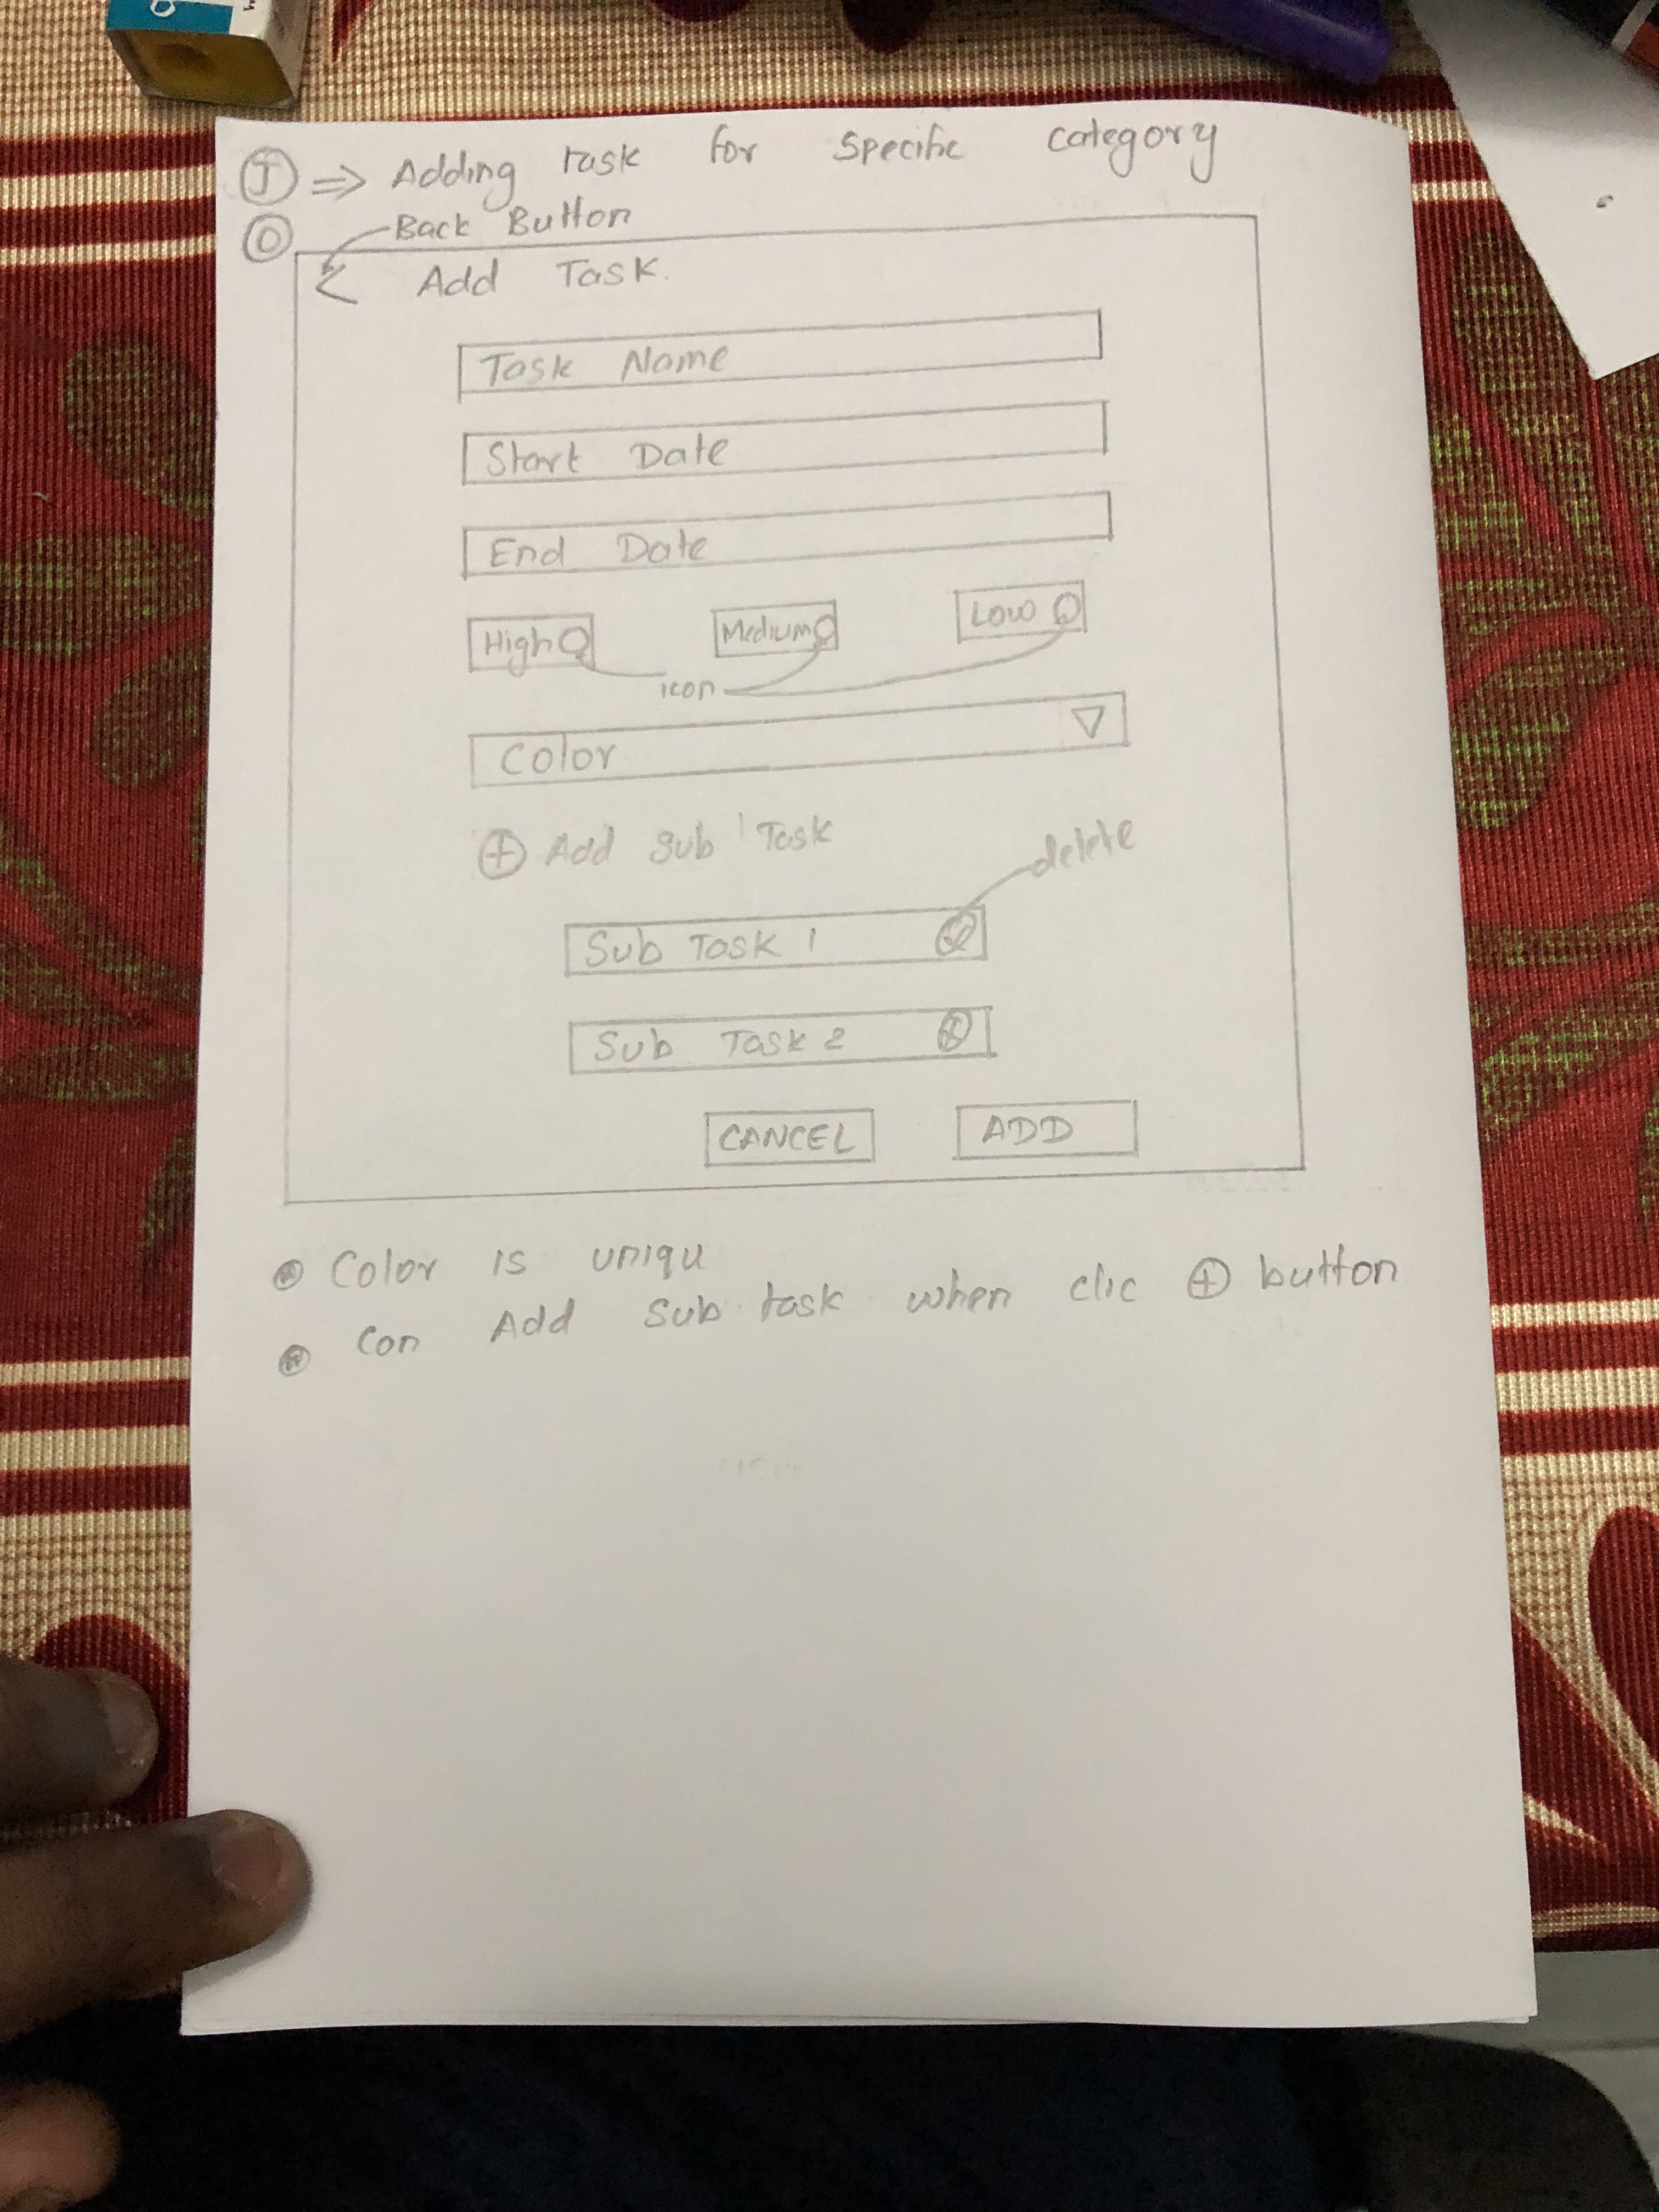 J ⇒ Adding Task for Specific category
Back Button
< Add Task.
Task Name
Start Date
End Date
High Medium Low
icon
Color ▽
⊕ Add Sub Task
delete
Sub Task 1
Sub Task 2
CANCEL ADD
Color is uniqu
Can Add Sub task when clic ⊕ button